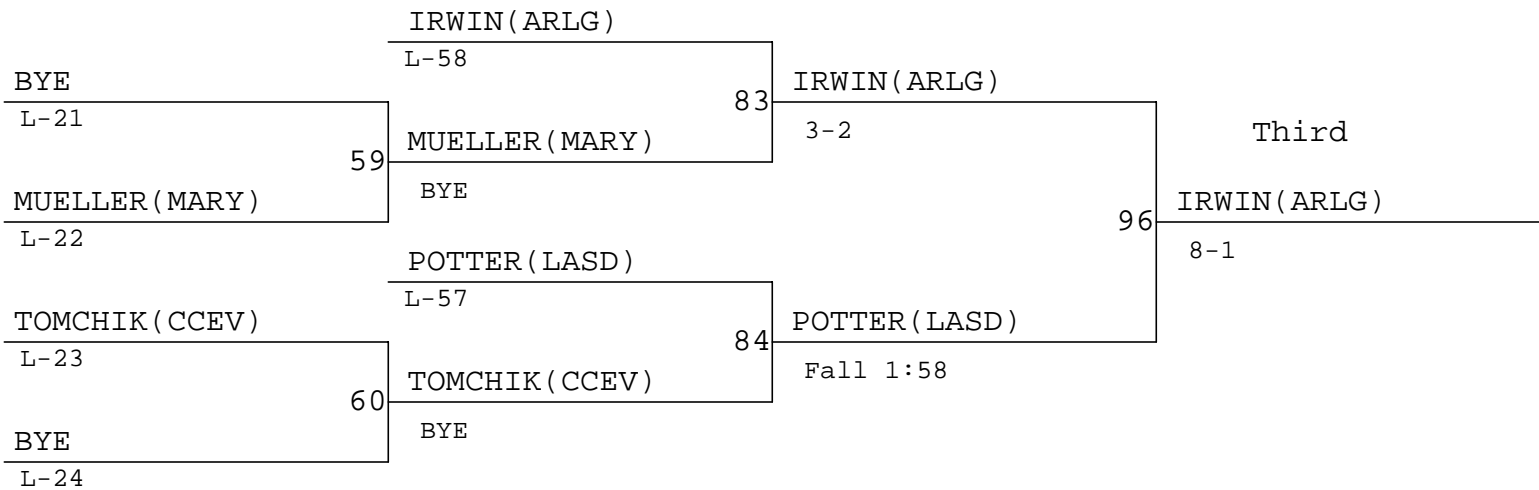 IRWIN(ARLG)
L-58
BYE
L-21
83
IRWIN(ARLG)
3-2
Third
59
MUELLER(MARY)
BYE
MUELLER(MARY)
L-22
96
IRWIN(ARLG)
8-1
POTTER(LASD)
L-57
TOMCHIK(CCEV)
L-23
84
POTTER(LASD)
Fall 1:58
60
TOMCHIK(CCEV)
BYE
BYE
L-24